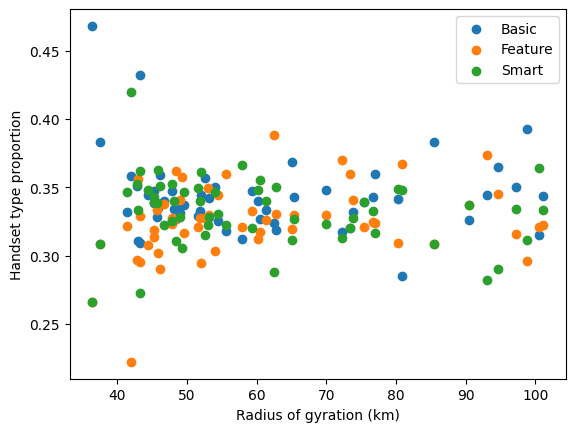 Basic
Feature
Smart
0.45
0.40
0.35
0.30
0.25
Handset type proportion
40 50 60 70 80 90 100
Radius of gyration (km)